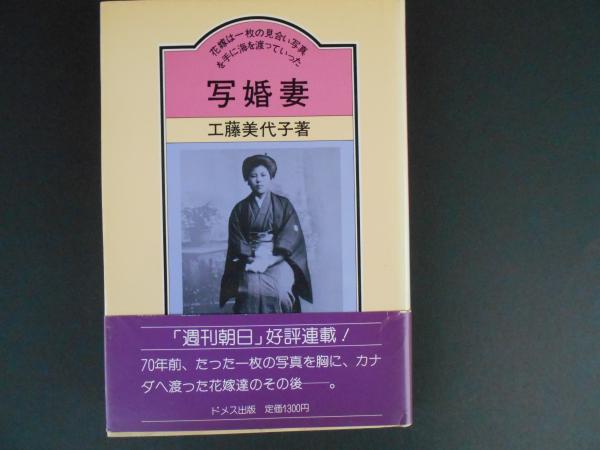 花嫁は一枚の見合い写真
を手に海を渡っていった
写婚妻
工藤美代子著
「週刊朝日」好評連載!
70年前、たった一枚の写真を胸に、カナ
ダへ渡った花嫁達のその後──。
ドメス出版 定価1300円